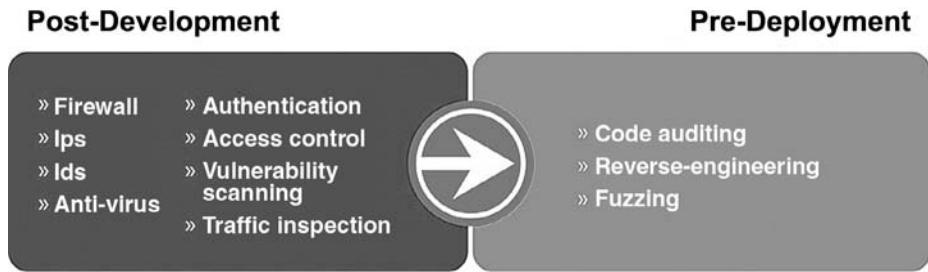 Post-Development
Pre-Deployment
» Firewall
» Ips
» Ids
» Anti-virus
» Authentication
» Access control
» Vulnerability
scanning
» Traffic inspection
» Code auditing
» Reverse-engineering
» Fuzzing